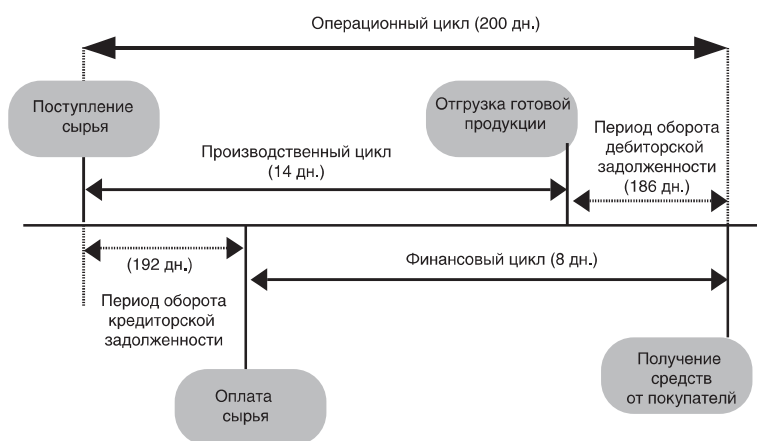 Операционный цикл (200 дн.)
Поступление
сырья
Отгрузка готовой
продукции
Производственный цикл
(14 дн.)
Период оборота
дебиторской
задолженности
(186 дн.)
(192 дн.)
Период оборота
кредиторской
задолженности
Финансовый цикл (8 дн.)
Оплата
сырья
Получение
средств
от покупателй